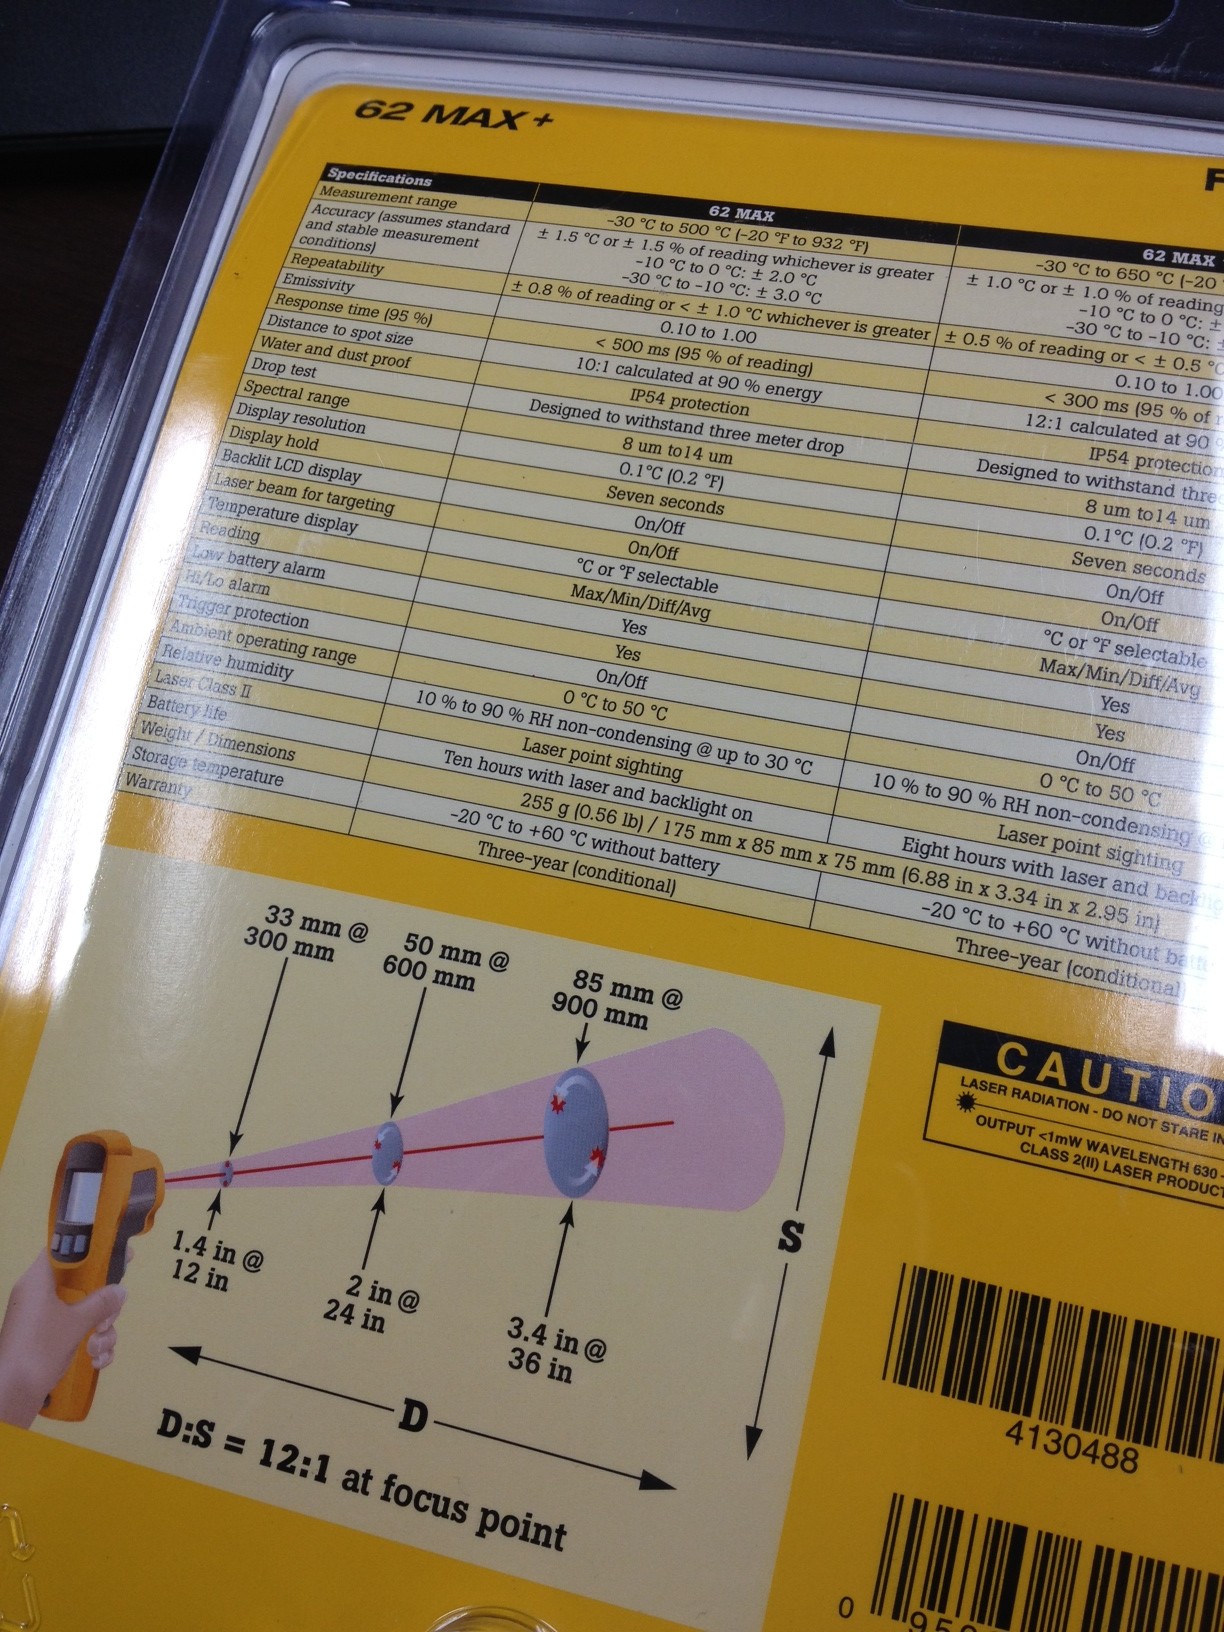 62 MAX +
F
Specifications 62 MAX 62 MAX
Measurement range -30 °C to 500 °C (-20 °F to 932 °F) -30 °C to 650 °C (-20
Accuracy (assumes standard and stable measurement conditions) ± 1.5 °C or ± 1.5 % of reading whichever is greater ± 1.0 °C or ± 1.0 % of reading
-10 °C to 0 °C: ± 2.0 °C -10 °C to 0 °C: ±
-30 °C to -10 °C: ± 3.0 °C -30 °C to -10 °C: ±
Repeatability ± 0.8 % of reading or < ± 1.0 °C whichever is greater ± 0.5 % of reading or < ± 0.5 °C
Emissivity 0.10 to 1.00 0.10 to 1.00
Response time (95 %) < 500 ms (95 % of reading) < 300 ms (95 % of r
Distance to spot size 10:1 calculated at 90 % energy 12:1 calculated at 90 %
Water and dust proof IP54 protection IP54 protection
Drop test Designed to withstand three meter drop Designed to withstand thre
Spectral range 8 um to14 um 8 um to14 um
Display resolution 0.1°C (0.2 °F) 0.1°C (0.2 °F)
Display hold Seven seconds Seven seconds
Backlit LCD display On/Off On/Off
Laser beam for targeting On/Off On/Off
Temperature display °C or °F selectable °C or °F selectable
Reading Max/Min/Diff/Avg Max/Min/Diff/Avg
Low battery alarm Yes Yes
Hi/Lo alarm Yes Yes
Trigger protection On/Off On/Off
Ambient operating range 0 °C to 50 °C 0 °C to 50 °C
Relative humidity 10 % to 90 % RH non-condensing @ up to 30 °C 10 % to 90 % RH non-condensing @
Laser Class II Laser point sighting Laser point sighting
Battery life Ten hours with laser and backlight on Eight hours with laser and backlig
Weight / Dimensions 255 g (0.56 lb) / 175 mm x 85 mm x 75 mm (6.88 in x 3.34 in x 2.95 in)
Storage temperature -20 °C to +60 °C without battery -20 °C to +60 °C without batt
Warranty Three-year (conditional) Three-year (conditional)
33 mm @
300 mm
50 mm @
600 mm
85 mm @
900 mm
1.4 in @
12 in
2 in @
24 in
3.4 in @
36 in
S
D
D:S = 12:1 at focus point
CAUTIO
LASER RADIATION - DO NOT STARE IN
OUTPUT <1mW WAVELENGTH 630 -
CLASS 2(II) LASER PRODUCT
4130488
0 95